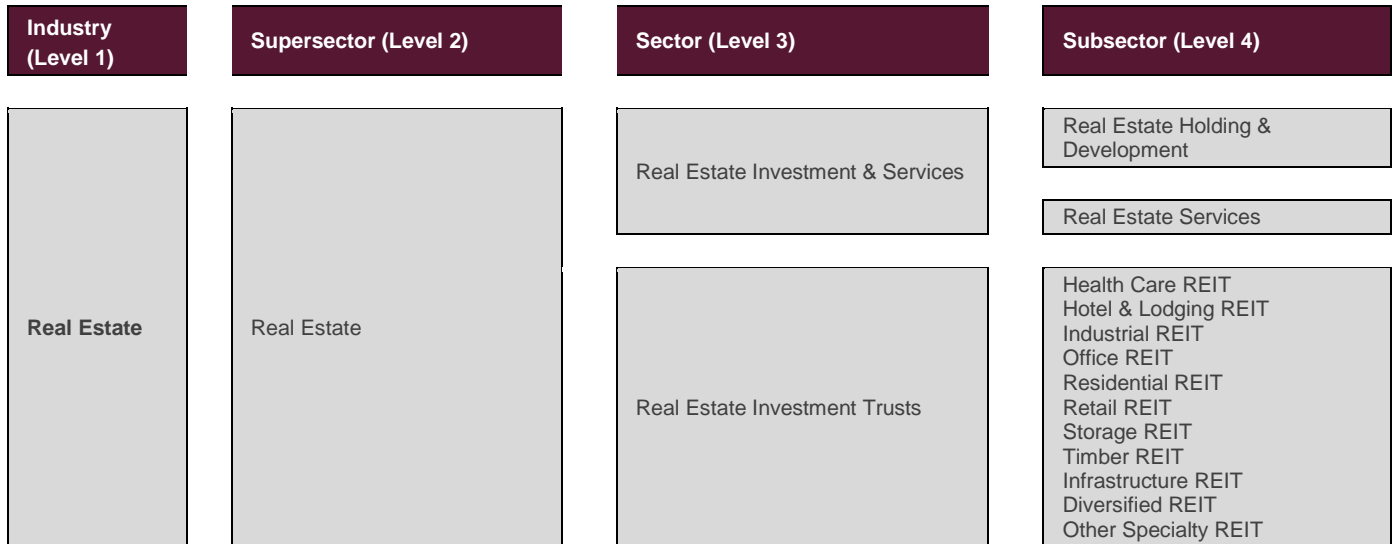 Industry
(Level 1)
Supersector (Level 2)
Sector (Level 3)
Subsector (Level 4)
Real Estate
Real Estate
Real Estate Investment & Services
Real Estate Holding &
Development
Real Estate Services
Real Estate Investment Trusts
Health Care REIT
Hotel & Lodging REIT
Industrial REIT
Office REIT
Residential REIT
Retail REIT
Storage REIT
Timber REIT
Infrastructure REIT
Diversified REIT
Other Specialty REIT